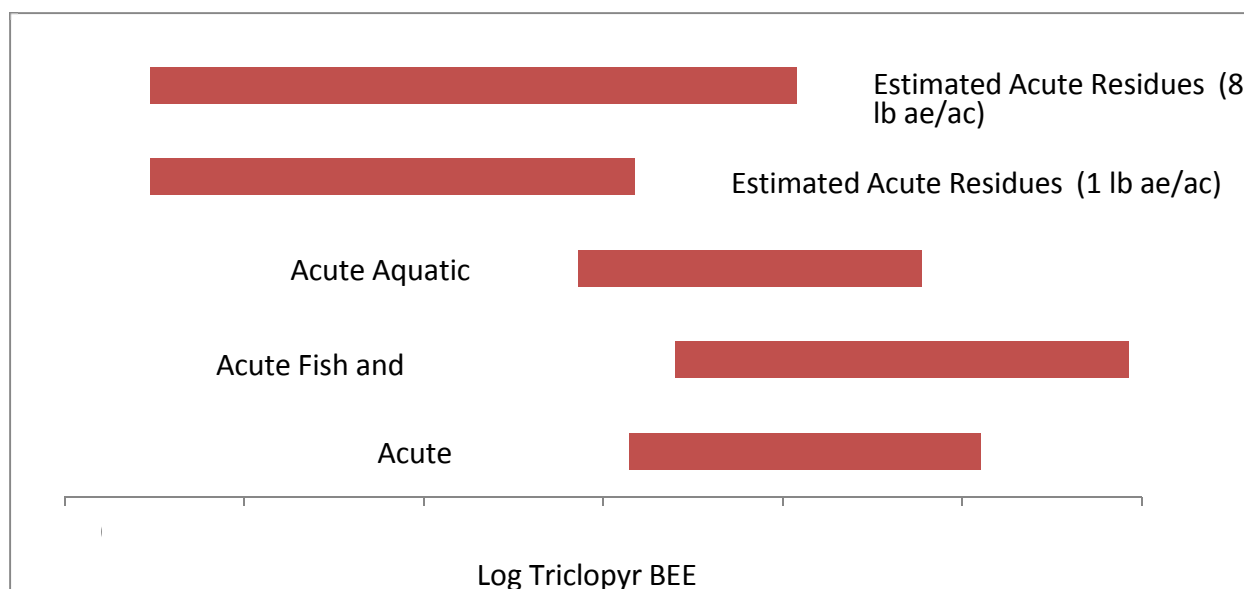 Estimated Acute Residues (8
lb ae/ac)
Estimated Acute Residues (1 lb ae/ac)
Acute Aquatic
Acute Fish and
Acute
Log Triclopyr BEE